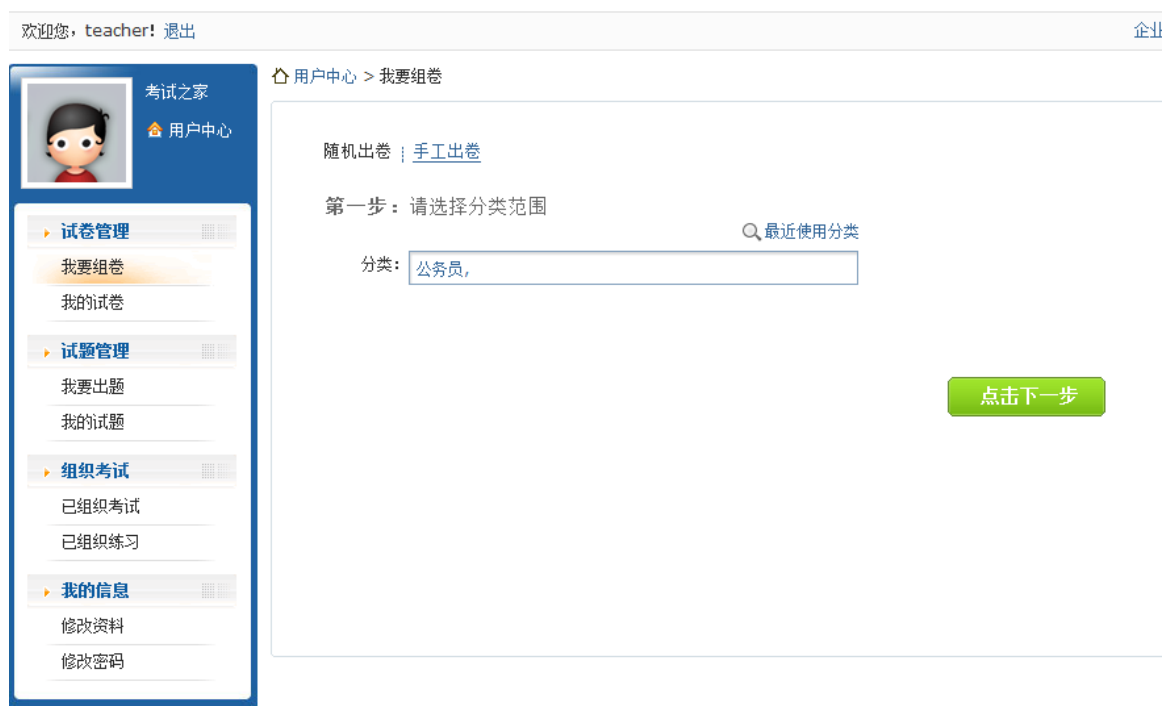 欢迎您，teacher! 退出
企业
考试之家
用户中心
试卷管理
我要组卷
我的试卷
试题管理
我要出题
我的试题
组织考试
已组织考试
已组织练习
我的信息
修改资料
修改密码
用户中心 > 我要组卷
随机出卷 ¦ 手工出卷
第一步：请选择分类范围
最近使用分类
分类：公务员,
点击下一步